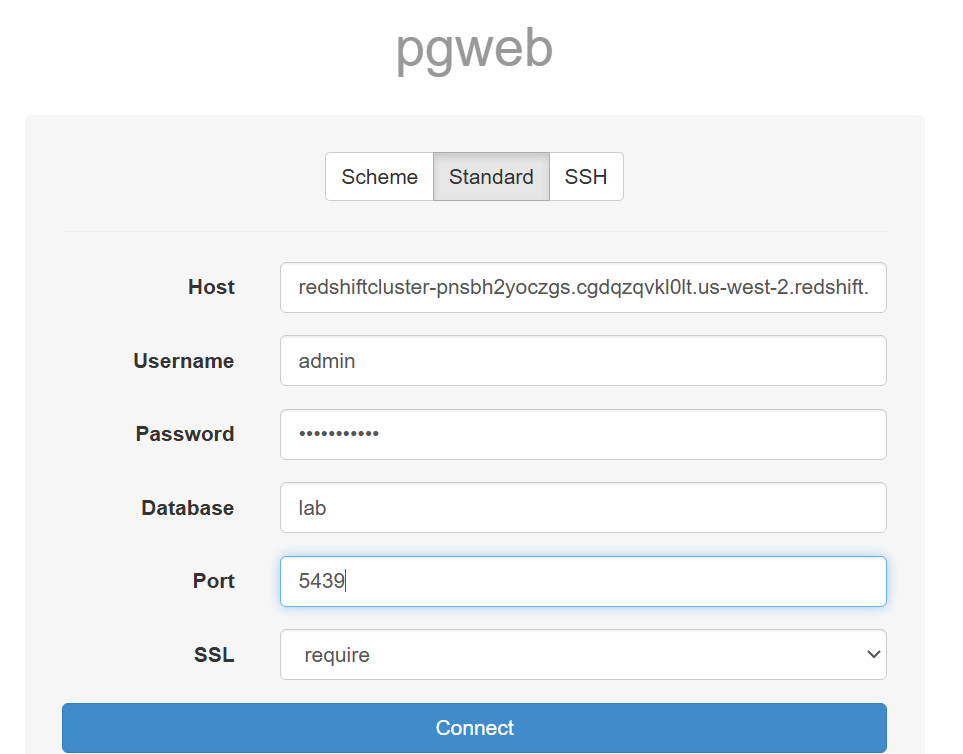 pgweb
Scheme Standard SSH
Host redshiftcluster-pnsbh2yoczgs.cgdqzqvkl0lt.us-west-2.redshift.
Username admin
Password •••••••••••
Database lab
Port 5439
SSL require
Connect